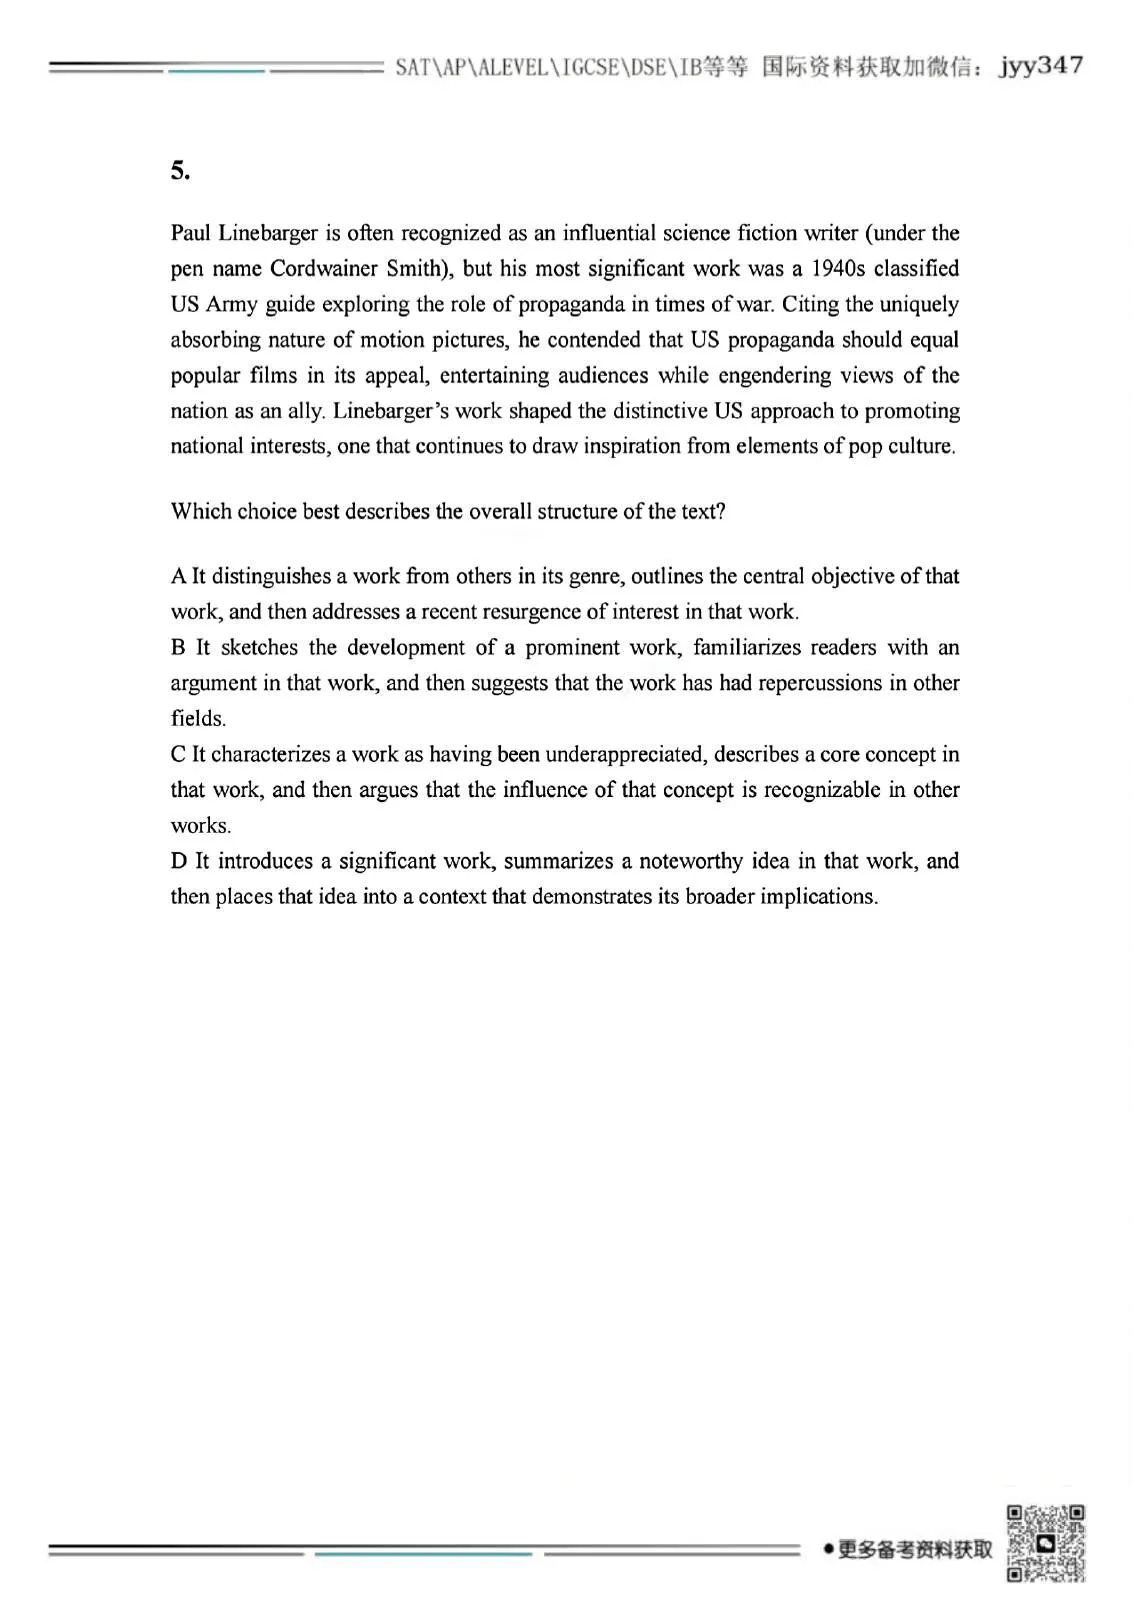 SAT\AP\ALEVEL\IGCSE\DSE\IB等等 国际资料获取加微信：jyy347
5.
Paul Linebarger is often recognized as an influential science fiction writer (under the
pen name Cordwainer Smith), but his most significant work was a 1940s classified
US Army guide exploring the role of propaganda in times of war. Citing the uniquely
absorbing nature of motion pictures, he contended that US propaganda should equal
popular films in its appeal, entertaining audiences while engendering views of the
nation as an ally. Linebarger’s work shaped the distinctive US approach to promoting
national interests, one that continues to draw inspiration from elements of pop culture.
Which choice best describes the overall structure of the text?
A It distinguishes a work from others in its genre, outlines the central objective of that
work, and then addresses a recent resurgence of interest in that work.
B It sketches the development of a prominent work, familiarizes readers with an
argument in that work, and then suggests that the work has had repercussions in other
fields.
C It characterizes a work as having been underappreciated, describes a core concept in
that work, and then argues that the influence of that concept is recognizable in other
works.
D It introduces a significant work, summarizes a noteworthy idea in that work, and
then places that idea into a context that demonstrates its broader implications.
●更多备考资料获取